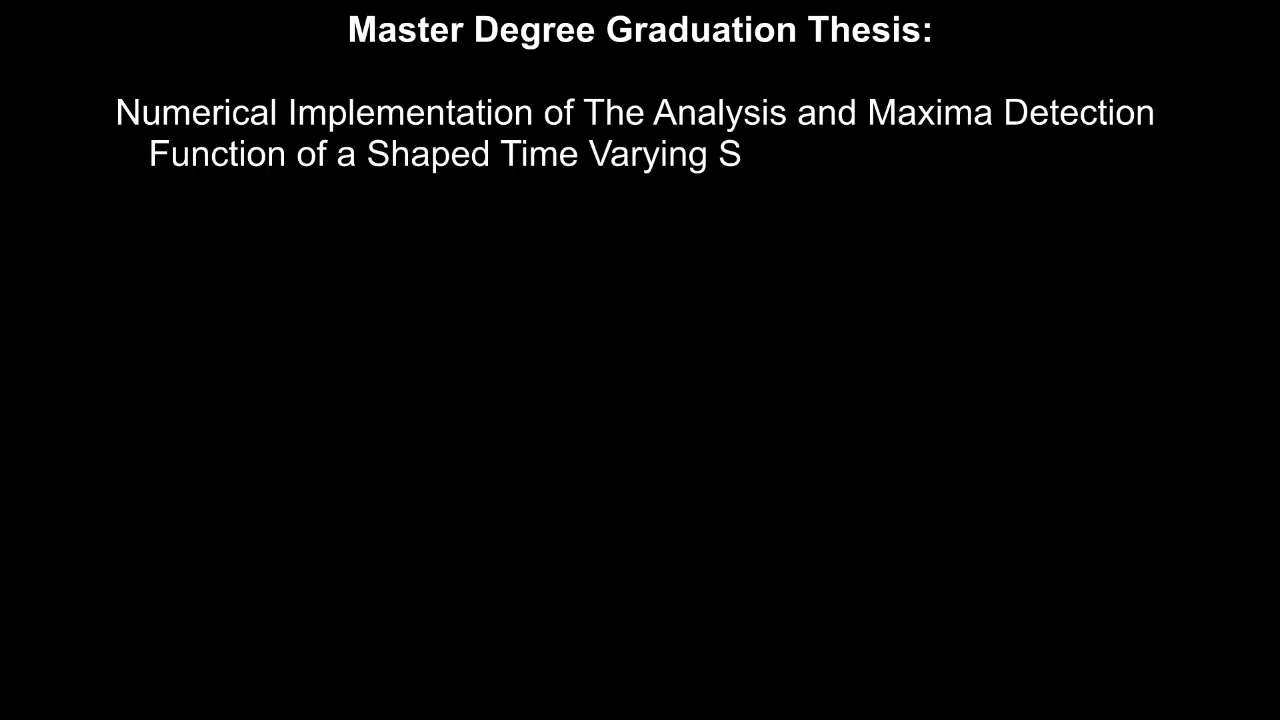 Master Degree Graduation Thesis:
Numerical Implementation of The Analysis and Maxima Detection
Function of a Shaped Time Varying S